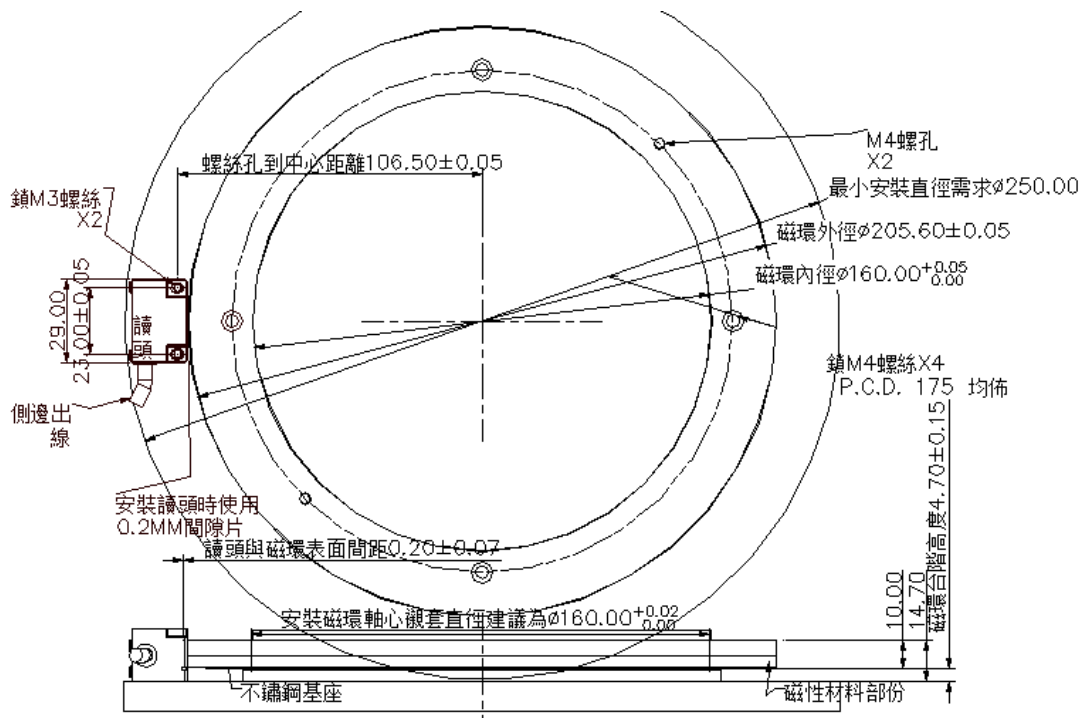 M4螺孔
X2
螺絲孔到中心距離106.50±0.05
最小安裝直徑需求ø250.00
鎖M3螺絲
X2
磁環外徑ø205.60±0.05
磁環內徑ø160.00+0.05 0.00
29.00
23.00±0.05
讀
頭
鎖M4螺絲X4
P.C.D. 175 均佈
側邊出
線
安裝讀頭時使用
0.2MM間隙片
讀頭與磁環表面間距0.20±0.07
安裝磁環軸心襯套直徑建議為ø160.00+0.02 0.00
10.00
14.70
磁環台階高度4.70±0.15
不鏽鋼基座
磁性材料部份